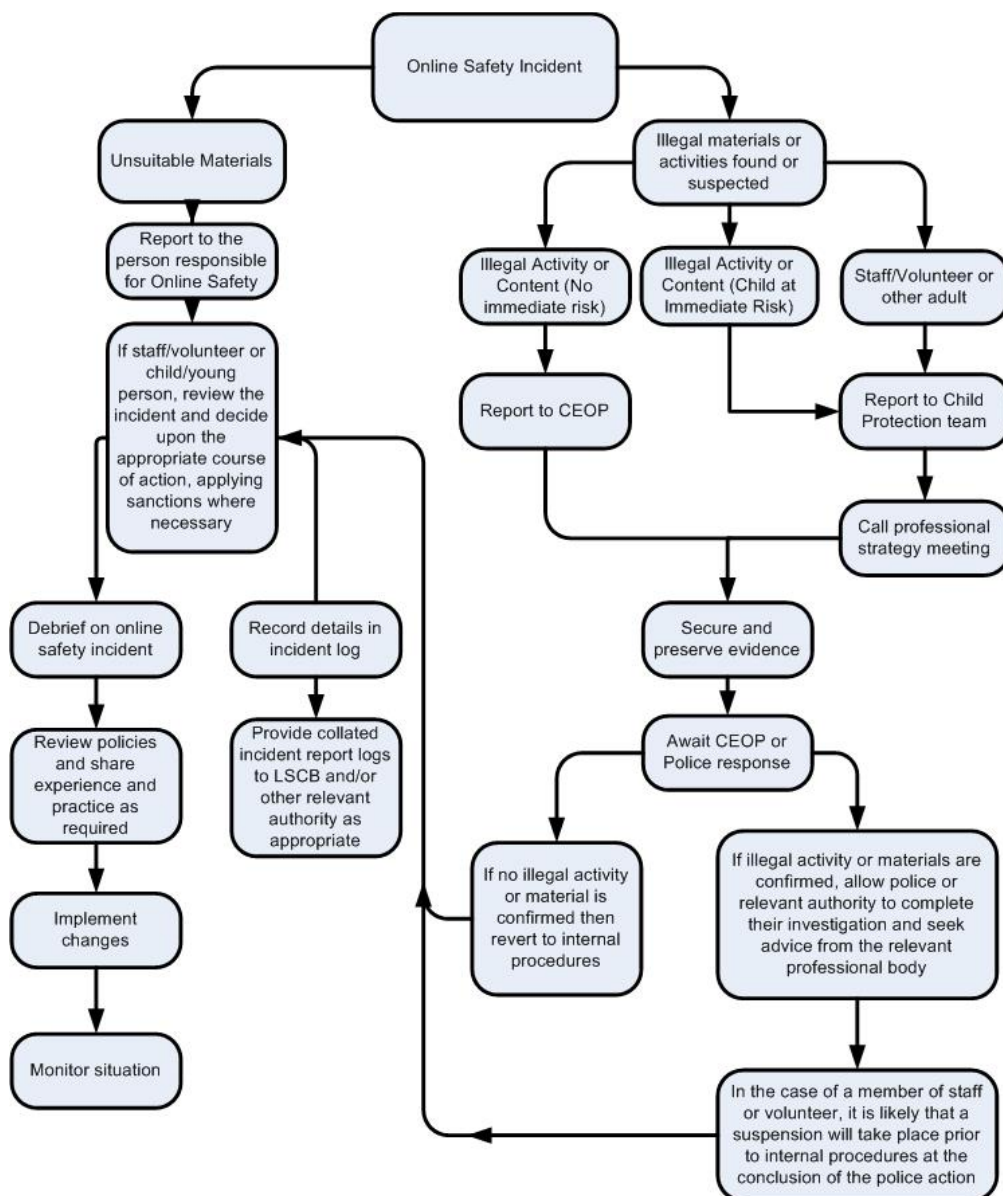 Online Safety Incident
Unsuitable Materials
Report to the
person responsible
for Online Safety
If staff/volunteer or
child/young
person, review the
incident and decide
upon the
appropriate course
of action, applying
sanctions where
necessary
Debrief on online
safety incident
Review policies
and share
experience and
practice as
required
Implement
changes
Monitor situation
Record details in
incident log
Provide collated
incident report logs
to LSCB and/or
other relevant
authority as
appropriate
Illegal materials or
activities found or
suspected
Illegal Activity or
Content (No
immediate risk)
Illegal Activity or
Content (Child at
Immediate Risk)
Staff/Volunteer or
other adult
Report to CEOP
Report to Child
Protection team
Call professional
strategy meeting
Secure and
preserve evidence
Await CEOP or
Police response
If no illegal activity
or material is
confirmed then
revert to internal
procedures
If illegal activity or materials are
confirmed, allow police or
relevant authority to complete
their investigation and seek
advice from the relevant
professional body
In the case of a member of staff
or volunteer, it is likely that a
suspension will take place prior
to internal procedures at the
conclusion of the police action